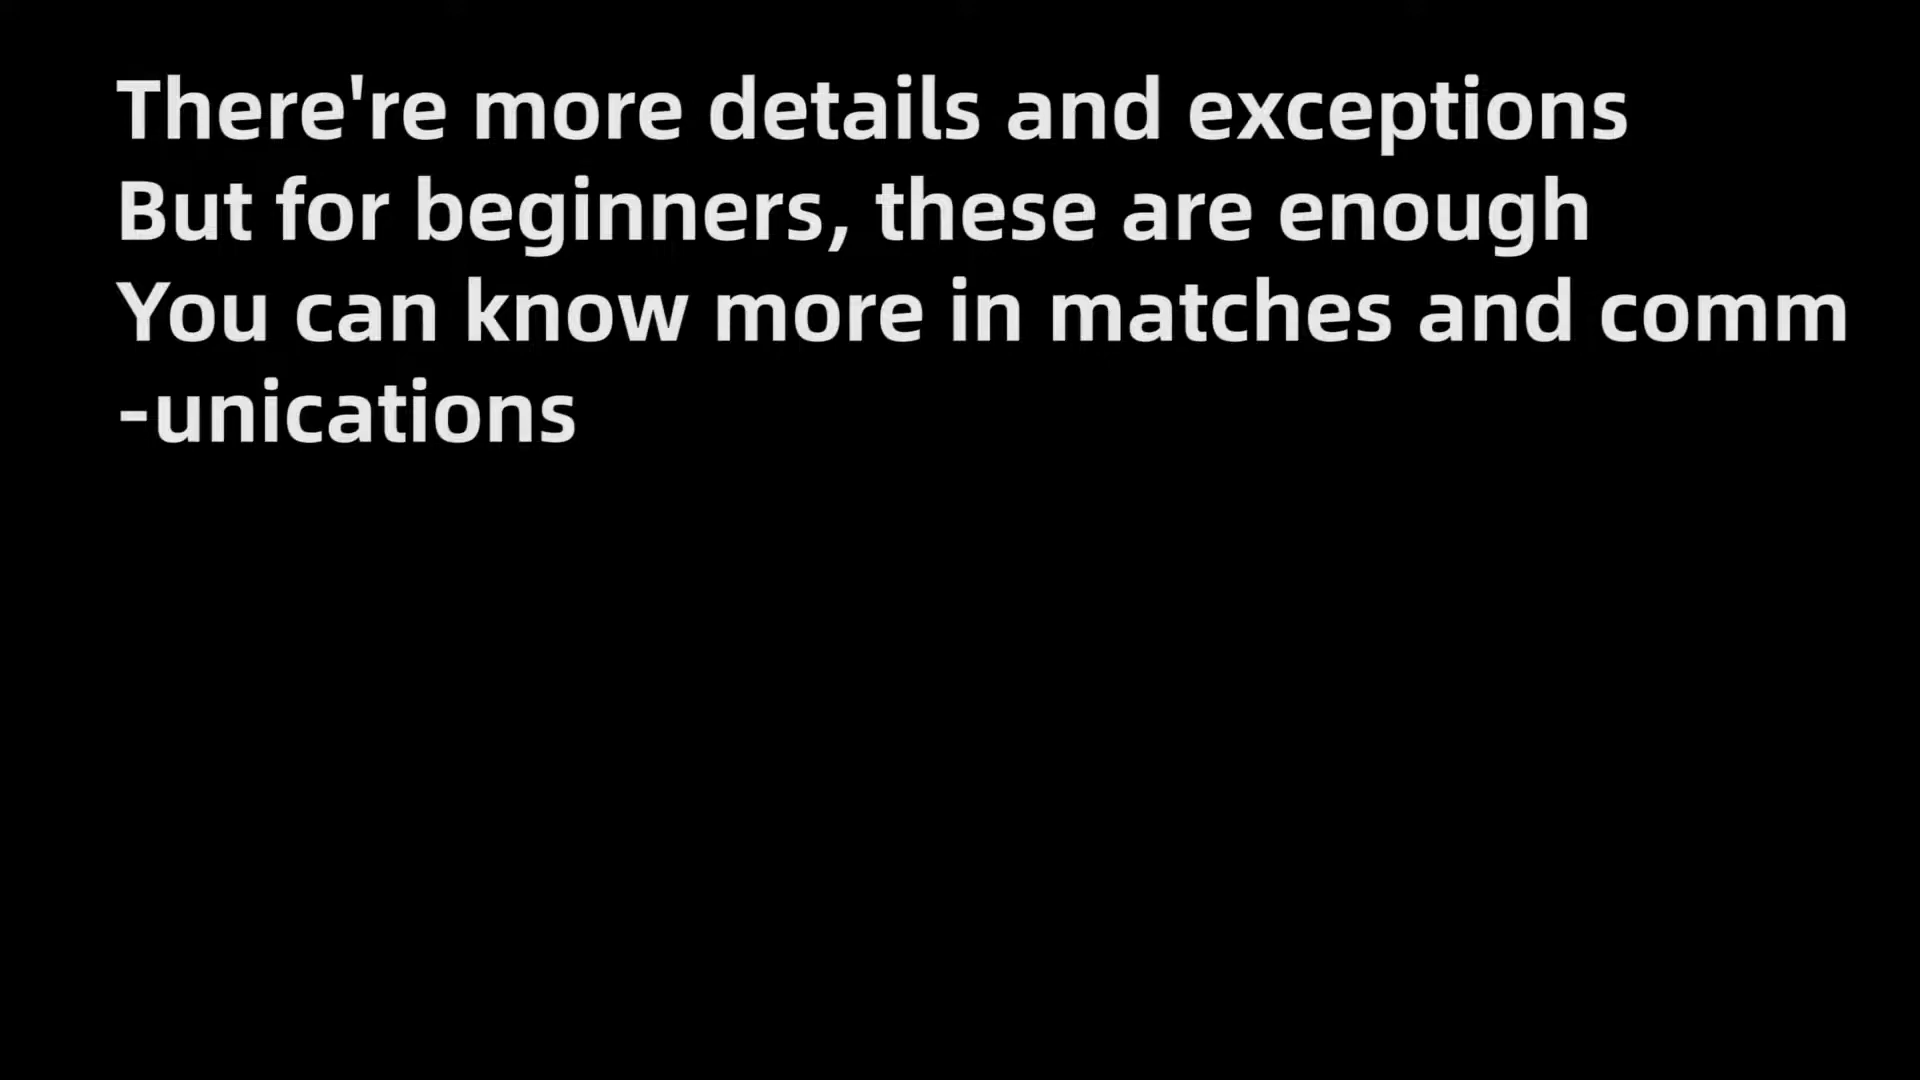 There're more details and exceptions
But for beginners, these are enough
You can know more in matches and comm
-unications